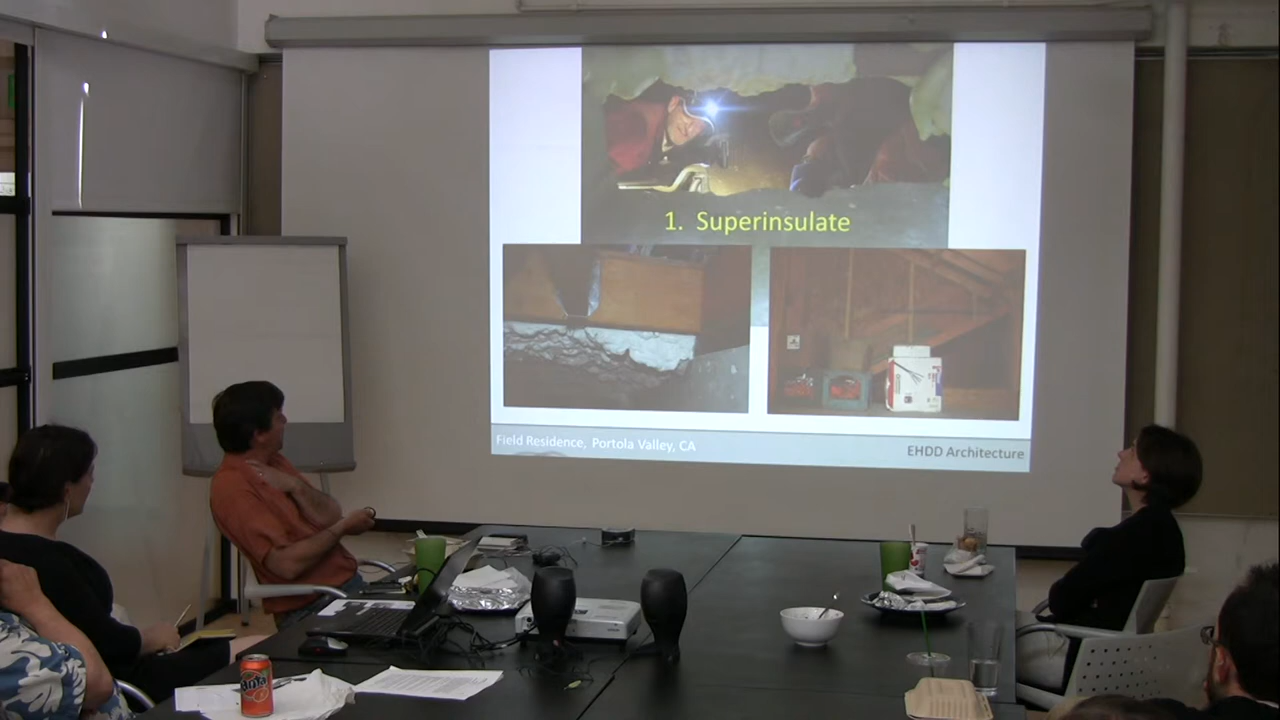 1. Superinsulate
Field Residence, Portola Valley, CA
EHDD Architecture
Fanta